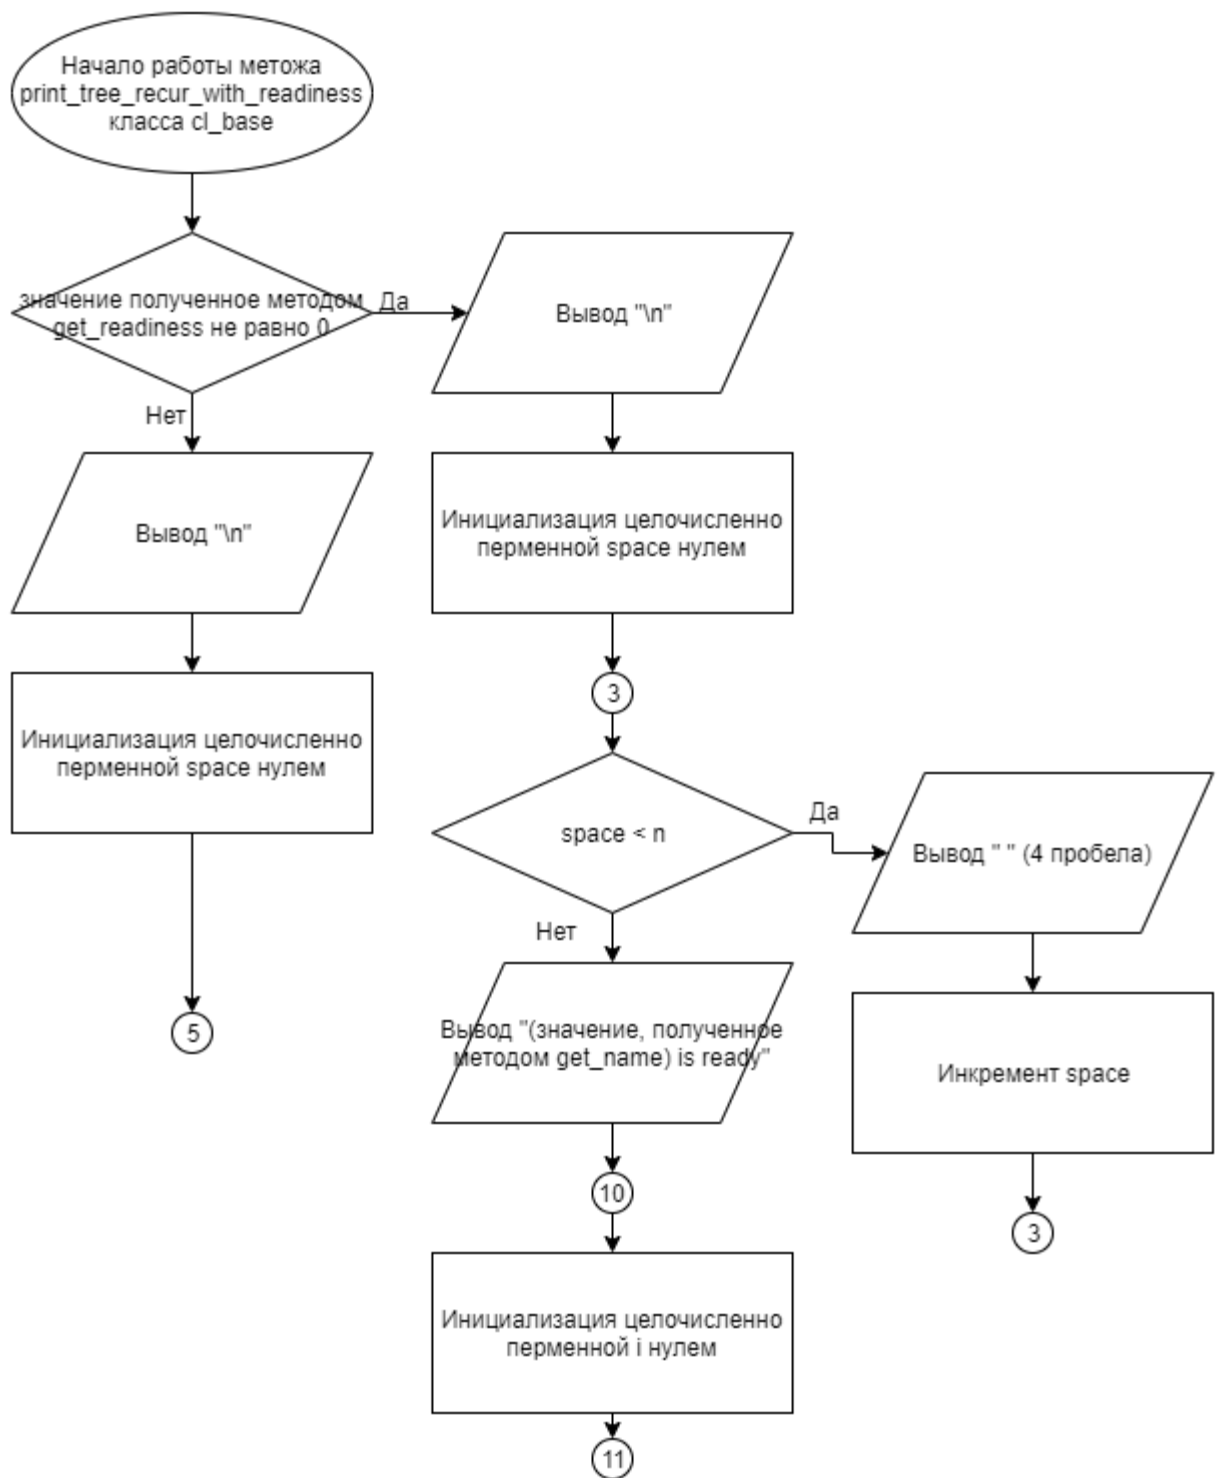 Начало работы метожа
print_tree_recur_with_readiness
класса cl_base
значение полученное методом
get_readiness не равно 0
Да
Вывод "\n"
Нет
Вывод "\n"
Инициализация целочисленно
перменной space нулем
3
Инициализация целочисленно
перменной space нулем
space < n
Да
Вывод " " (4 пробела)
Нет
Вывод "(значение, полученное
методом get_name) is ready"
5
Инкремент space
10
3
Инициализация целочисленно
перменной i нулем
11